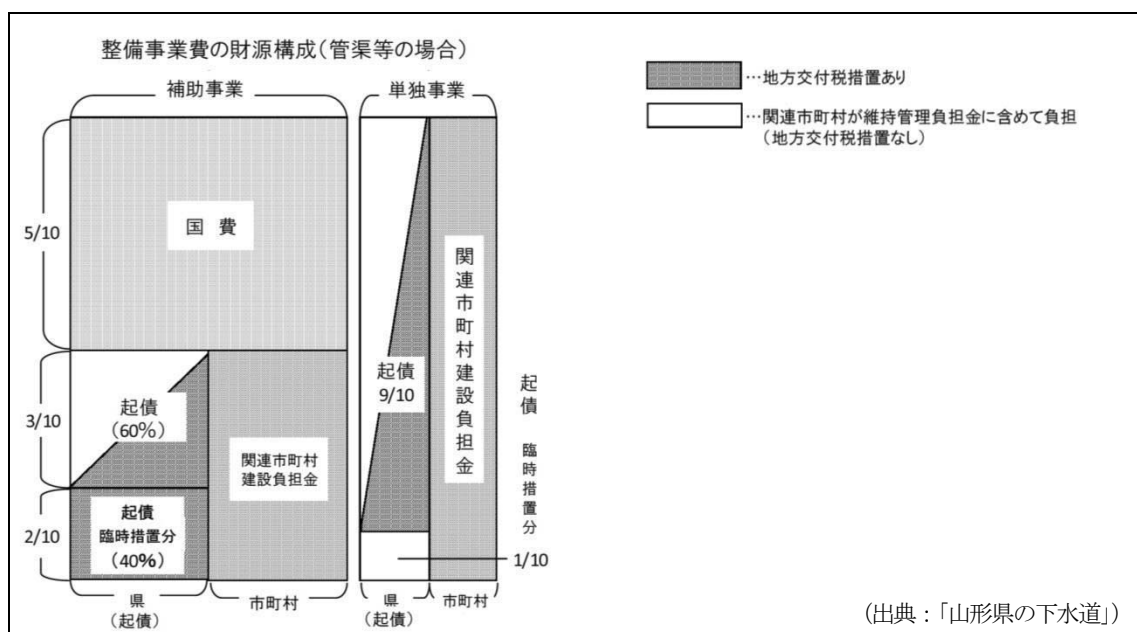 整備事業費の財源構成(管渠等の場合)
補助事業
単独事業
…地方交付税措置あり
…関連市町村が維持管理負担金に含めて負担
(地方交付税措置なし)
5/10
国 費
3/10
起債
(60%)
2/10
起債
臨時措置分
(40%)
関連市町村
建設負担金
起債
9/10
関連市町村建設負担金
起債 臨時措置分
1/10
県
(起債)
市町村
県
(起債)
市町村
(出典:「山形県の下水道」)